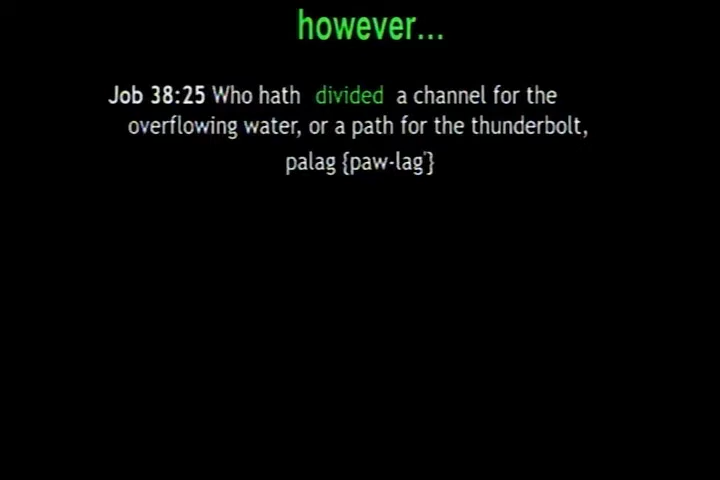 however...
Job 38:25 Who hath divided a channel for the
overflowing water, or a path for the thunderbolt,
palag {paw-lag'}